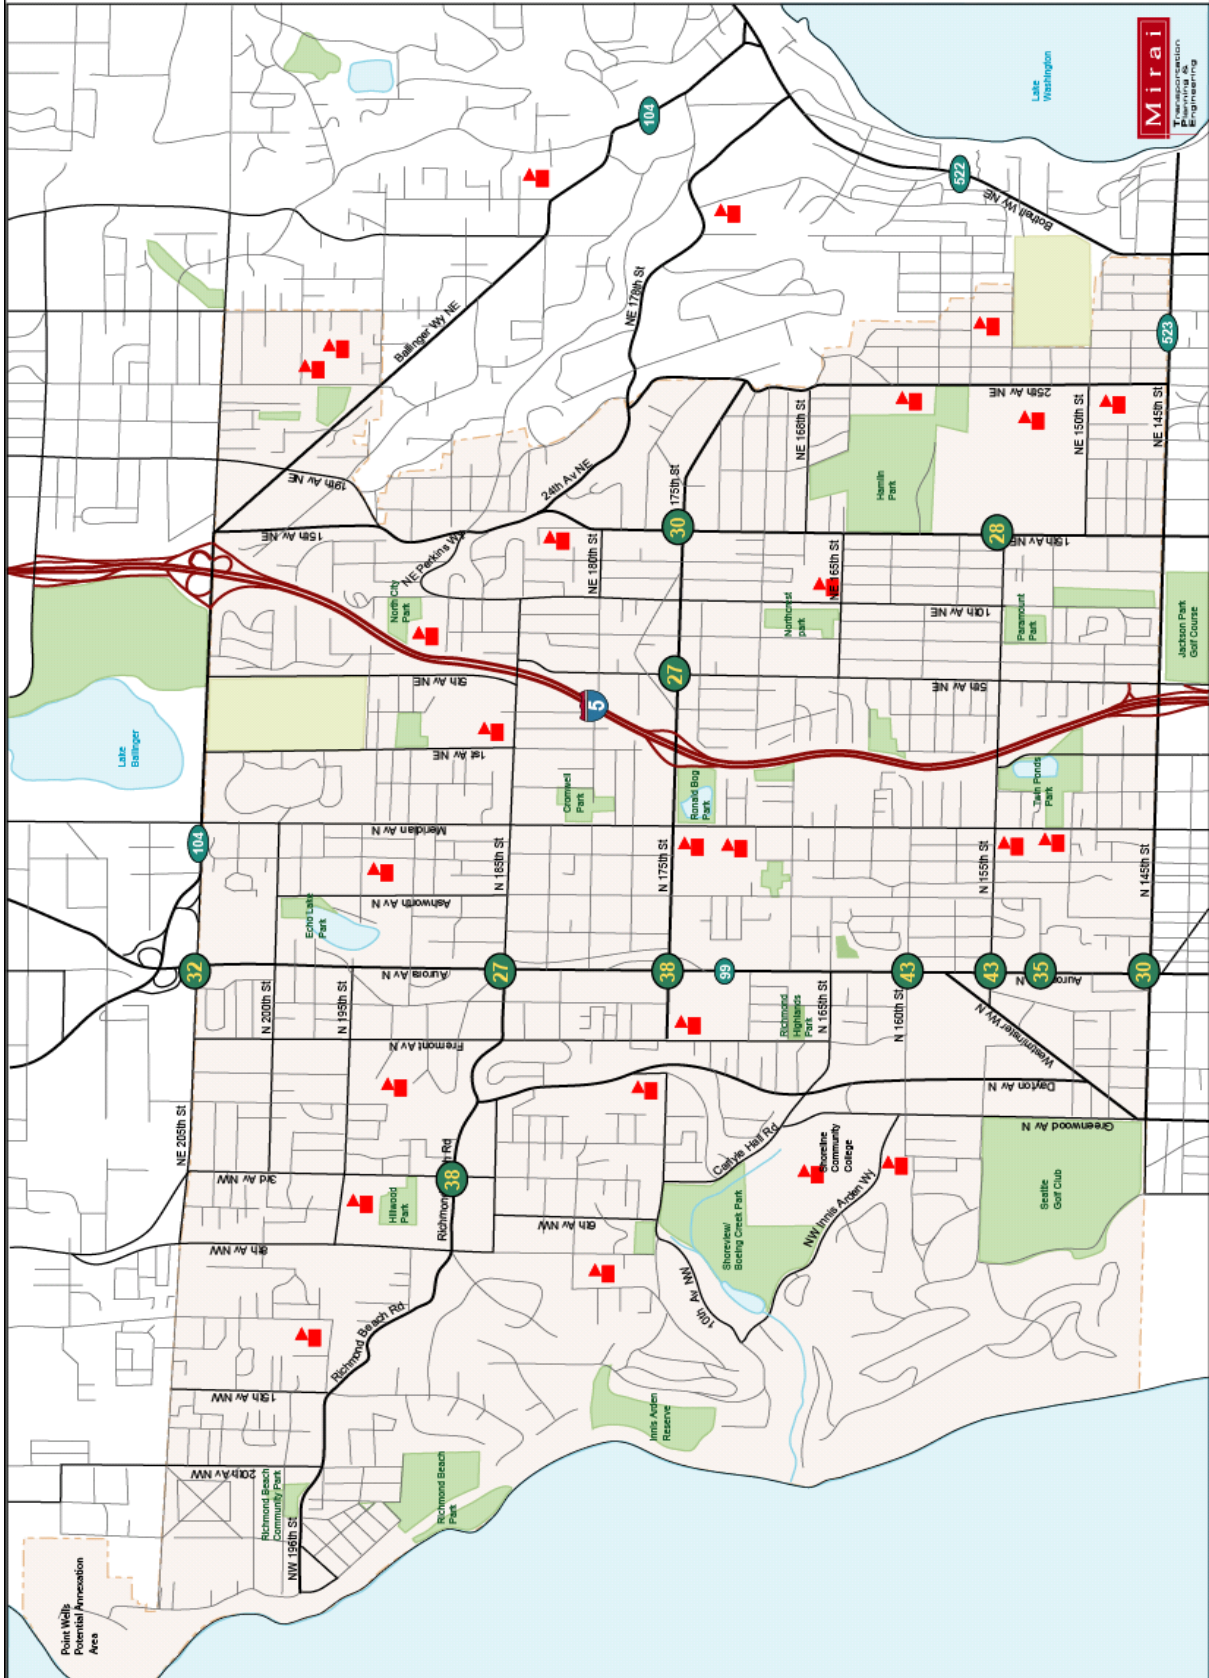 Lake
Washington
Mirai
Transportation
Planning &
Engineering
104
522
Bothell Wy NE
Ballinger Wy NE
NE 178th St
523
25th Av NE
NE 168th St
NE 150th St
NE 145th St
Hamlin
Park
19th Av NE
24th Av NE
175th St
30
28
15th Av NE
15th Av NE
NE Perkins Wy
NE 180th St
NE 165th St
North City
Park
Northcrest
park
10th Av NE
Paramount
Park
Jackson Park
Golf Course
27
5th Av NE
5th Av NE
5
Lake
Ballinger
1st Av NE
Cromwell
Park
Ronald Bog
Park
Twin Ponds
Park
104
Meridian Av N
N 185th St
N 175th St
N 155th St
N 145th St
Ashworth Av N
Echo Lake
Park
32
Aurora Av N
27
38
99
43
43
35
30
N
N 200th St
N 195th St
Fremont Av N
Richmond
Highlands
Park
N 165th St
N 160th St
Westminster Wy N
Dayton Av N
Greenwood Av N
NE 205th St
3rd Av NW
Rd
38
Hillwood
Park
Carlyle Hall Rd
Shoreline
Community
College
Seattle
Golf Club
8th Av NW
6th Av NW
Shoreview/
Boeing Creek Park
NW Innis Arden Wy
10th Av NW
Richmond Beach Rd
15th Av NW
Innis Arden
Reserve
20th Av NW
Richmond Beach
Community Park
Richmond Beach
Park
NW 196th St
Point Wells
Potential Annexation
Area